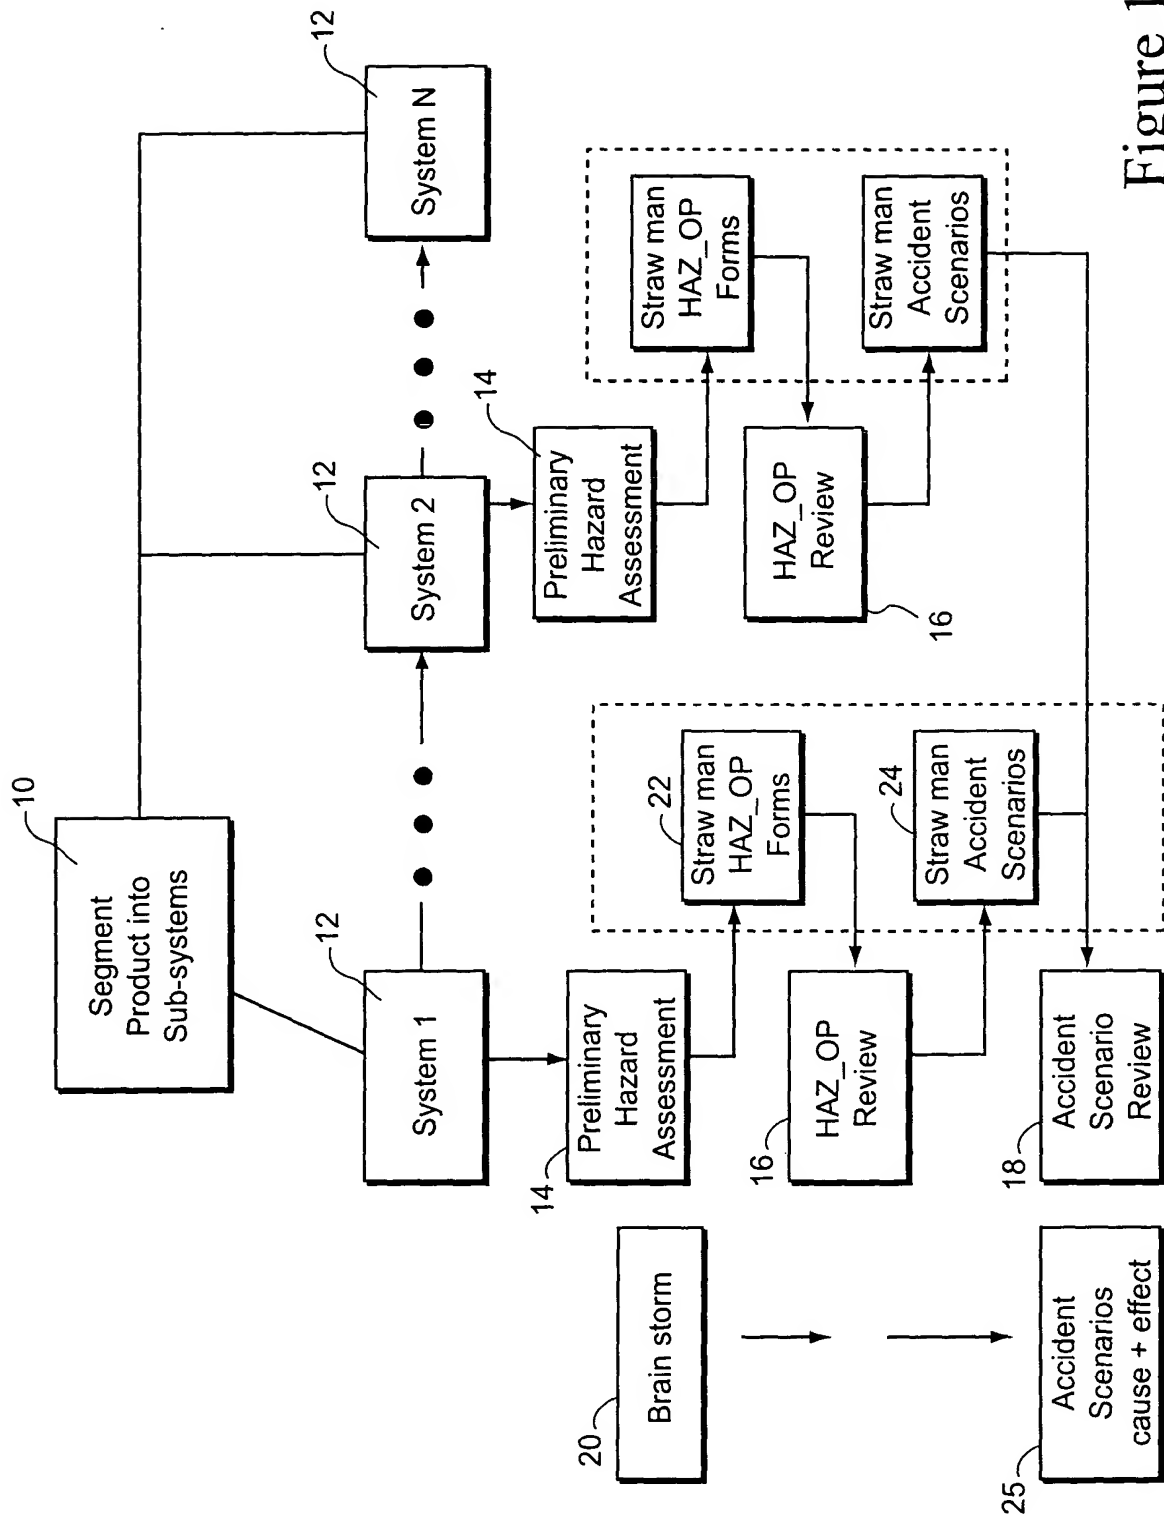 10
Segment
Product into
Sub-systems
12
System 1
12
System 2
12
System N
14
Preliminary
Hazard
Assessment
14
Preliminary
Hazard
Assessment
22
Straw man
HAZ_OP
Forms
Straw man
HAZ_OP
Forms
20
Brain storm
16
HAZ_OP
Review
HAZ_OP
Review
16
24
Straw man
Accident
Scenarios
Straw man
Accident
Scenarios
25
Accident
Scenarios
cause + effect
18
Accident
Scenario
Review
Figure 1